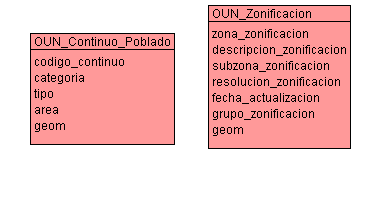 OUN_Continuo_Poblado
codigo_continuo
categoria
tipo
area
geom
OUN_Zonificacion
zona_zonificacion
descripcion_zonificacion
subzona_zonificacion
resolucion_zonificacion
fecha_actualizacion
grupo_zonificacion
geom